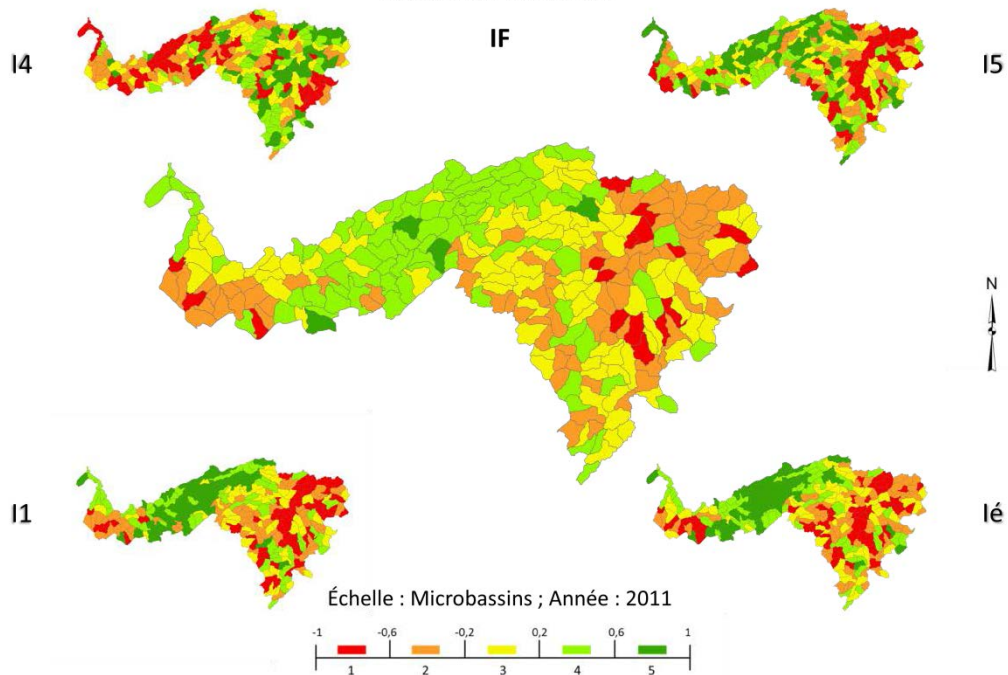 IF
I4
I5
N
I1
Ié
Échelle : Microbassins ; Année : 2011
-1 -0,6 -0,2 0,2 0,6 1
1 2 3 4 5